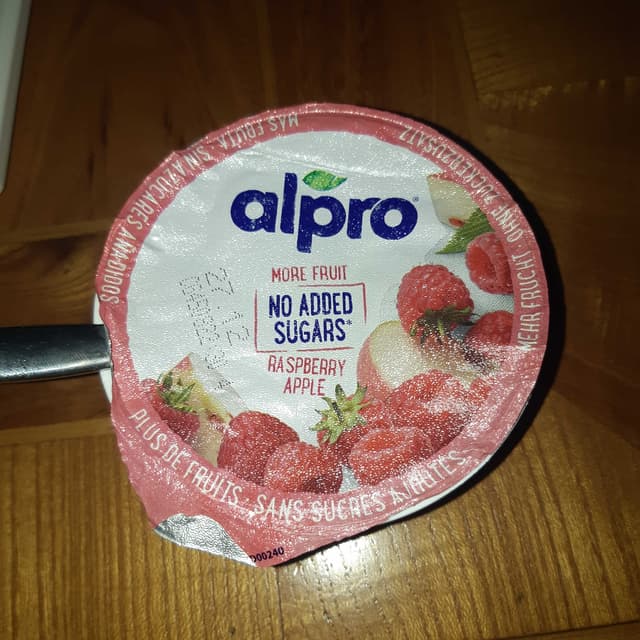 alpro
MORE FRUIT
NO ADDED
SUGARS*
RASPBERRY
APPLE
MÁS FRUTA.
SIN AZÚCARES AÑADIDOS
MEHR FRUCHT
OHNE ZUCKERZUSATZ
PLUS DE FRUITS.
SANS SUCRES AJOUTÉS